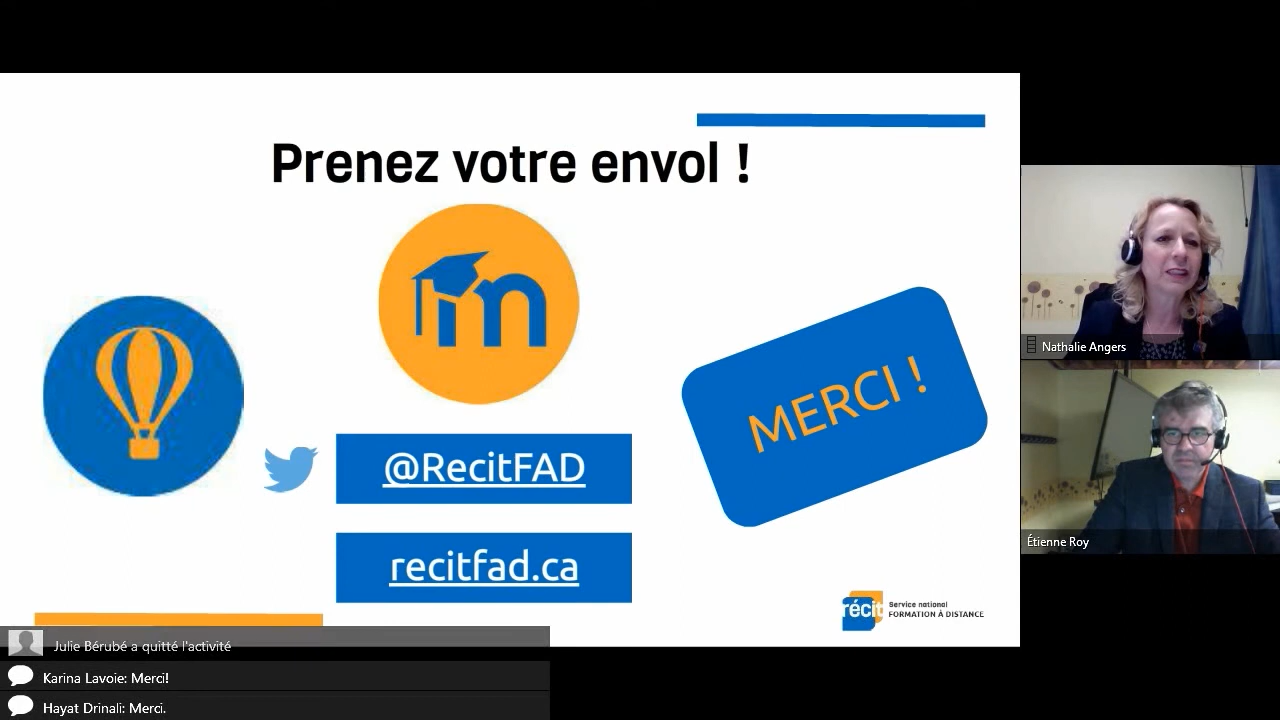 Prenez votre envol !
m
MERCI !
@RecitFAD
recitfad.ca
récit
Service national
FORMATION À DISTANCE
Nathalie Angers
Étienne Roy
Julie Bérubé a quitté l'activité
Karina Lavoie: Merci!
Hayat Drinali: Merci.